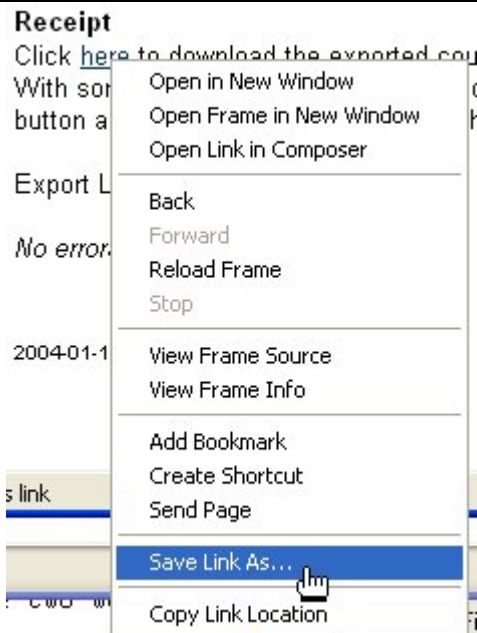 Receipt
Click here to download the exported cou
With sor
button a
Export L
No error
2004-01-1
s link
Open in New Window
Open Frame in New Window
Open Link in Composer
Back
Forward
Reload Frame
Stop
View Frame Source
View Frame Info
Add Bookmark
Create Shortcut
Send Page
Save Link As...
Copy Link Location